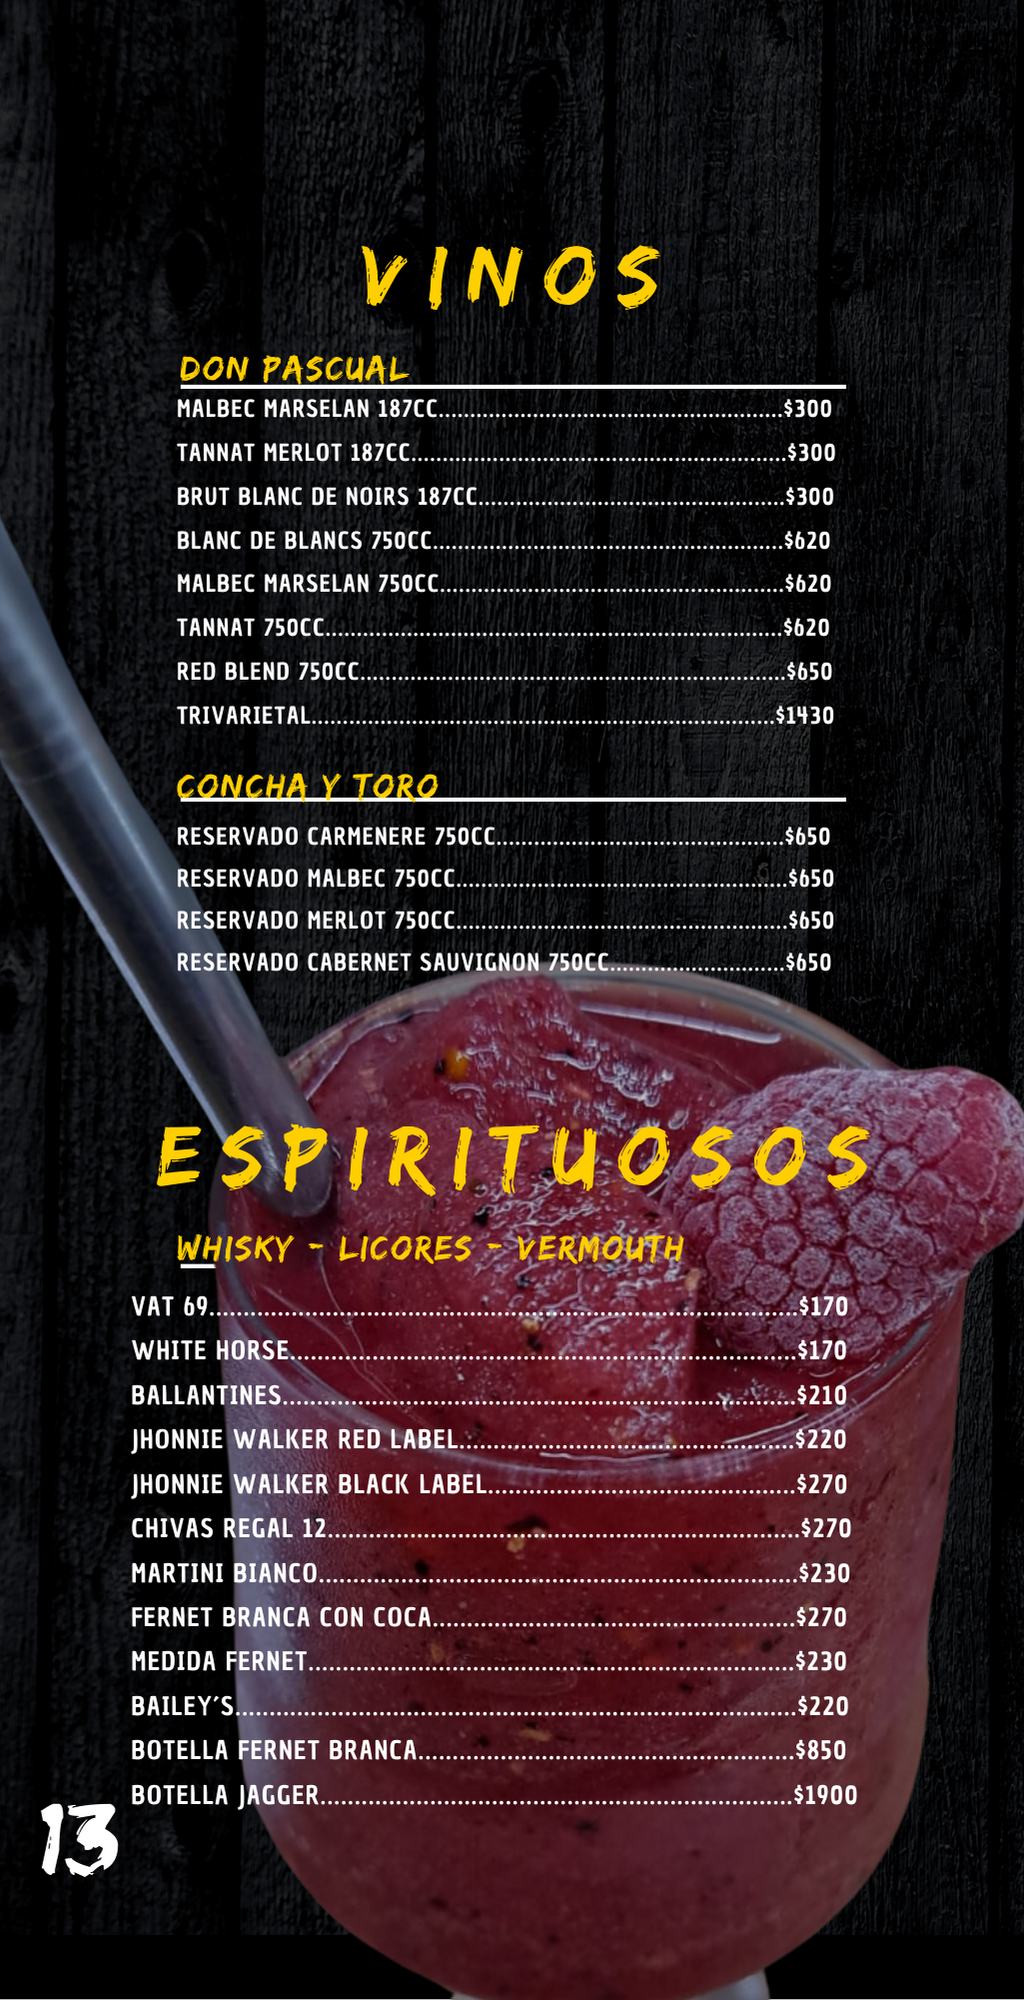 VINOS
DON PASCUAL
MALBEC MARSELAN 187CC........................................................$300
TANNAT MERLOT 187CC............................................................$300
BRUT BLANC DE NOIRS 187CC.................................................$300
BLANC DE BLANCS 750CC.........................................................$620
MALBEC MARSELAN 750CC.......................................................$620
TANNAT 750CC..........................................................................$620
RED BLEND 750CC.....................................................................$650
TRIVARIETAL...........................................................................$1430
CONCHA Y TORO
RESERVADO CARMENERE 750CC...............................................$650
RESERVADO MALBEC 750CC.....................................................$650
RESERVADO MERLOT 750CC.....................................................$650
RESERVADO CABERNET SAUVIGNON 750CC............................$650
ESPIRITUOSOS
WHISKY - LICORES - VERMOUTH
VAT 69.......................................................................................$170
WHITE HORSE...........................................................................$170
BALLANTINES............................................................................$210
JHONNIE WALKER RED LABEL..................................................$220
JHONNIE WALKER BLACK LABEL..............................................$270
CHIVAS REGAL 12.....................................................................$270
MARTINI BIANCO.......................................................................$230
FERNET BRANCA CON COCA......................................................$270
MEDIDA FERNET........................................................................$230
BAILEY'S...................................................................................$220
BOTELLA FERNET BRANCA........................................................$850
BOTELLA JAGGER.....................................................................$1900
13